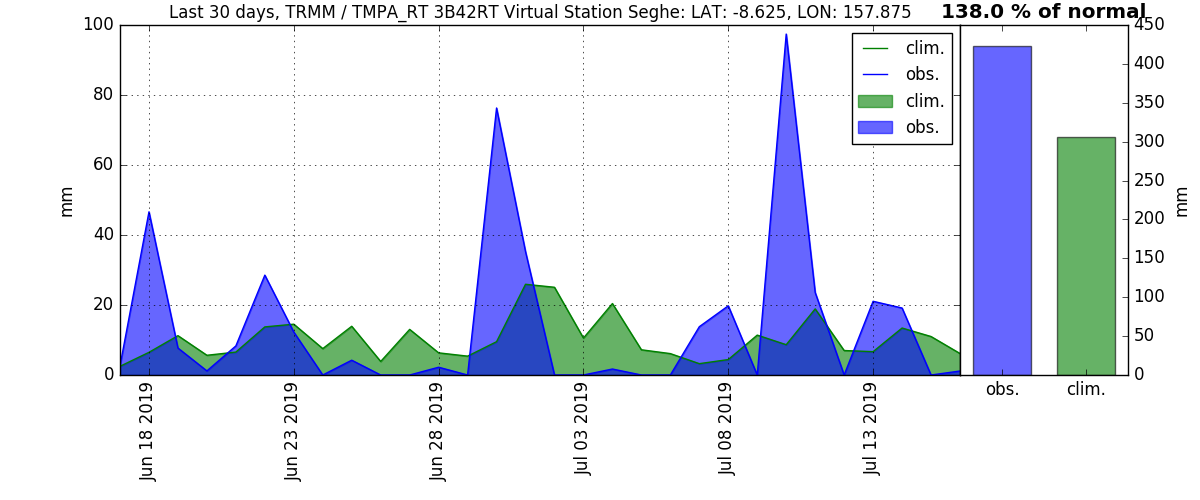 Last 30 days, TRMM / TMPA_RT 3B42RT Virtual Station Seghe: LAT: -8.625, LON: 157.875
138.0 % of normal
100
80
60
40
20
0
mm
clim.
obs.
clim.
obs.
Jun 18 2019
Jun 23 2019
Jun 28 2019
Jul 03 2019
Jul 08 2019
Jul 13 2019
450
400
350
300
250
200
150
100
50
0
mm
obs.
clim.